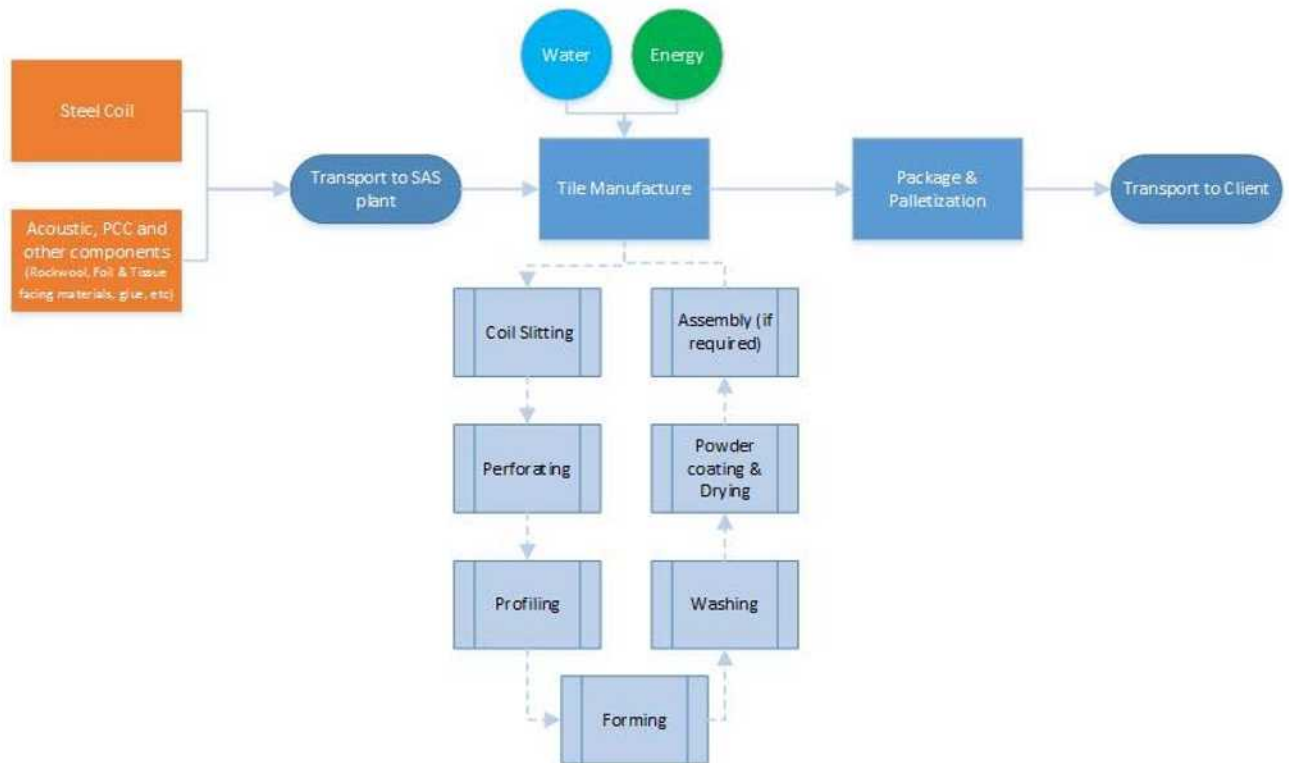 Water
Energy
Steel Coil
Transport to SAS
plant
Tile Manufacture
Package &
Palletization
Transport to Client
Acoustic, PCC and
other components
(Rockwool, Foil & Tissue
facing materials, glue, etc)
Coil Slitting
Assembly (if
required)
Perforating
Powder
coating &
Drying
Profiling
Washing
Forming